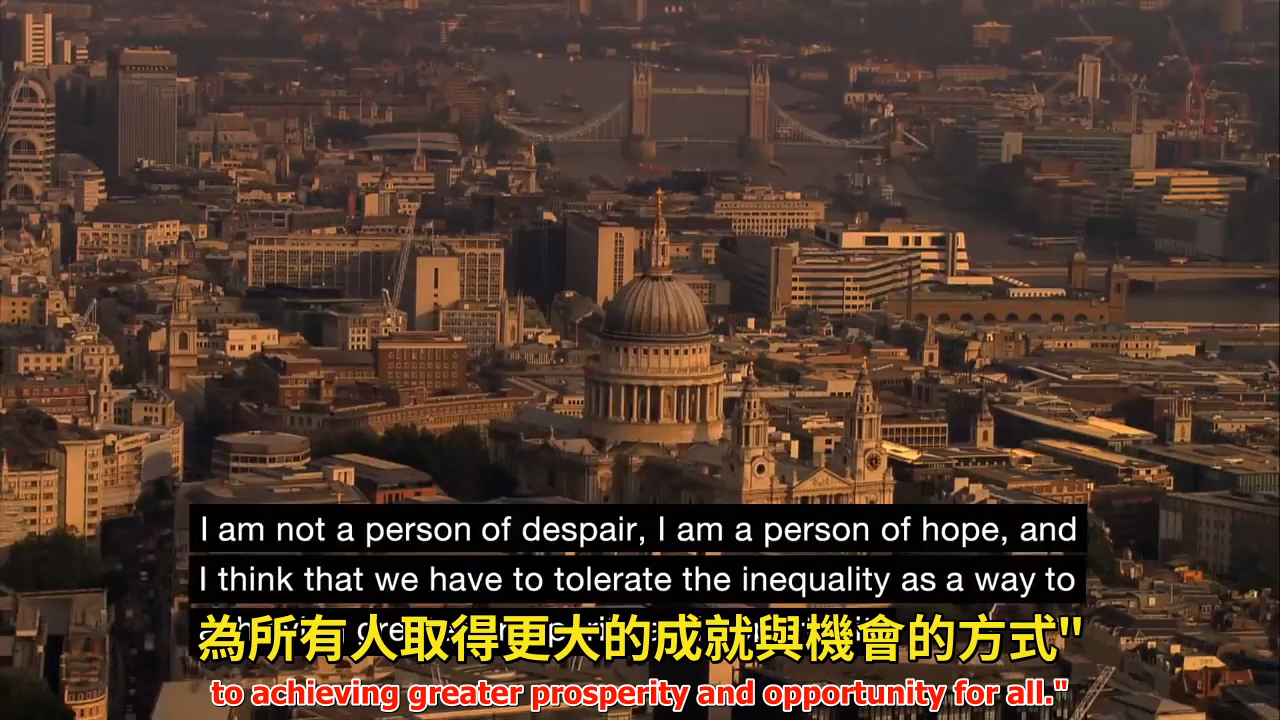 I am not a person of despair, I am a person of hope, and
I think that we have to tolerate the inequality as a way to
為所有人取得更大的成就與機會的方式"
to achieving greater prosperity and opportunity for all."